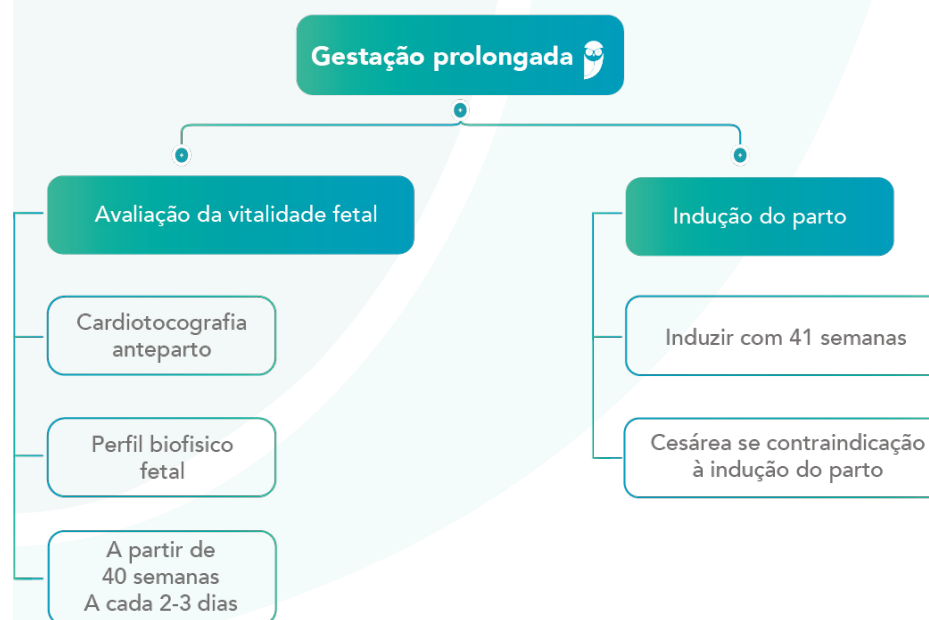 Gestação prolongada
Avaliação da vitalidade fetal
Cardiotocografia
anteparto
Perfil biofisico
fetal
A partir de
40 semanas
A cada 2-3 dias
Indução do parto
Induzir com 41 semanas
Cesárea se contraindicação
à indução do parto